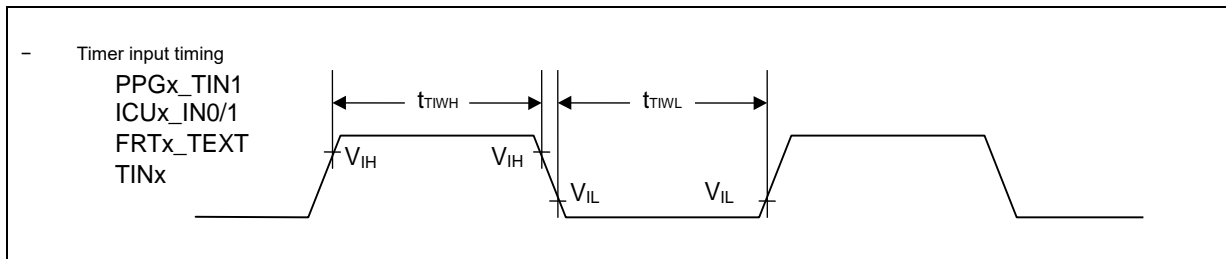 – Timer input timing
PPGx_TIN1
ICUx_IN0/1
FRTx_TEXT
TINx
tTIWH
tTIWL
VIH
VIH
VIL
VIL